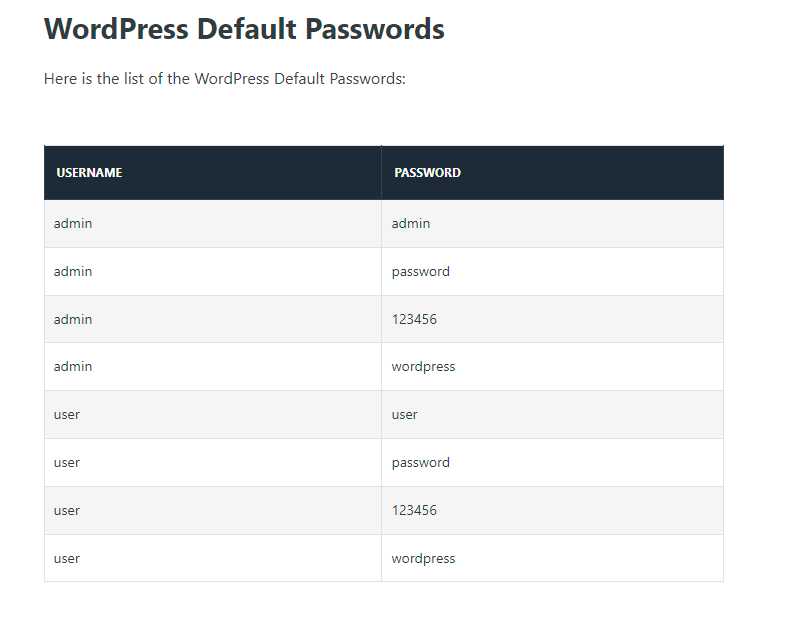 WordPress Default Passwords
Here is the list of the WordPress Default Passwords:
USERNAME PASSWORD
admin admin
admin password
admin 123456
admin wordpress
user user
user password
user 123456
user wordpress